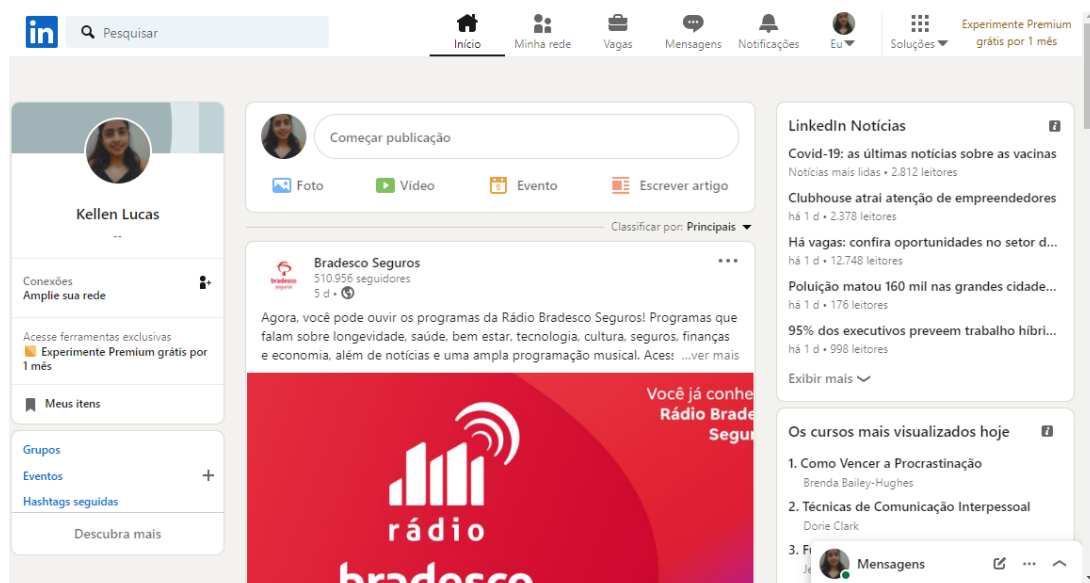 in
Pesquisar
Início
Minha rede
Vagas
Mensagens
Notificações
Eu
Soluções
Experimente Premium
grátis por 1 mês
Kellen Lucas
--
Conexões
Amplie sua rede
Acesse ferramentas exclusivas
Experimente Premium grátis por
1 mês
Meus itens
Grupos
Eventos
Hashtags seguidas
Descubra mais
Começar publicação
Foto
Vídeo
Evento
Escrever artigo
Classificar por: Principais
bradesco
seguros
Bradesco Seguros
510.956 seguidores
5 d •
Agora, você pode ouvir os programas da Rádio Bradesco Seguros! Programas que
falam sobre longevidade, saúde, bem estar, tecnologia, cultura, seguros, finanças
e economia, além de notícias e uma ampla programação musical. Aces: ...ver mais
Você já conhe
Rádio Brade
Segur
rádio
bradesco
LinkedIn Notícias
Covid-19: as últimas notícias sobre as vacinas
Notícias mais lidas • 2.812 leitores
Clubhouse atrai atenção de empreendedores
há 1 d • 2.378 leitores
Há vagas: confira oportunidades no setor d...
há 1 d • 12.748 leitores
Poluição matou 160 mil nas grandes cidade...
há 1 d • 176 leitores
95% dos executivos preveem trabalho híbri...
há 1 d • 998 leitores
Exibir mais
Os cursos mais visualizados hoje
1. Como Vencer a Procrastinação
Brenda Bailey-Hughes
2. Técnicas de Comunicação Interpessoal
Dorie Clark
3. F
Je
Mensagens